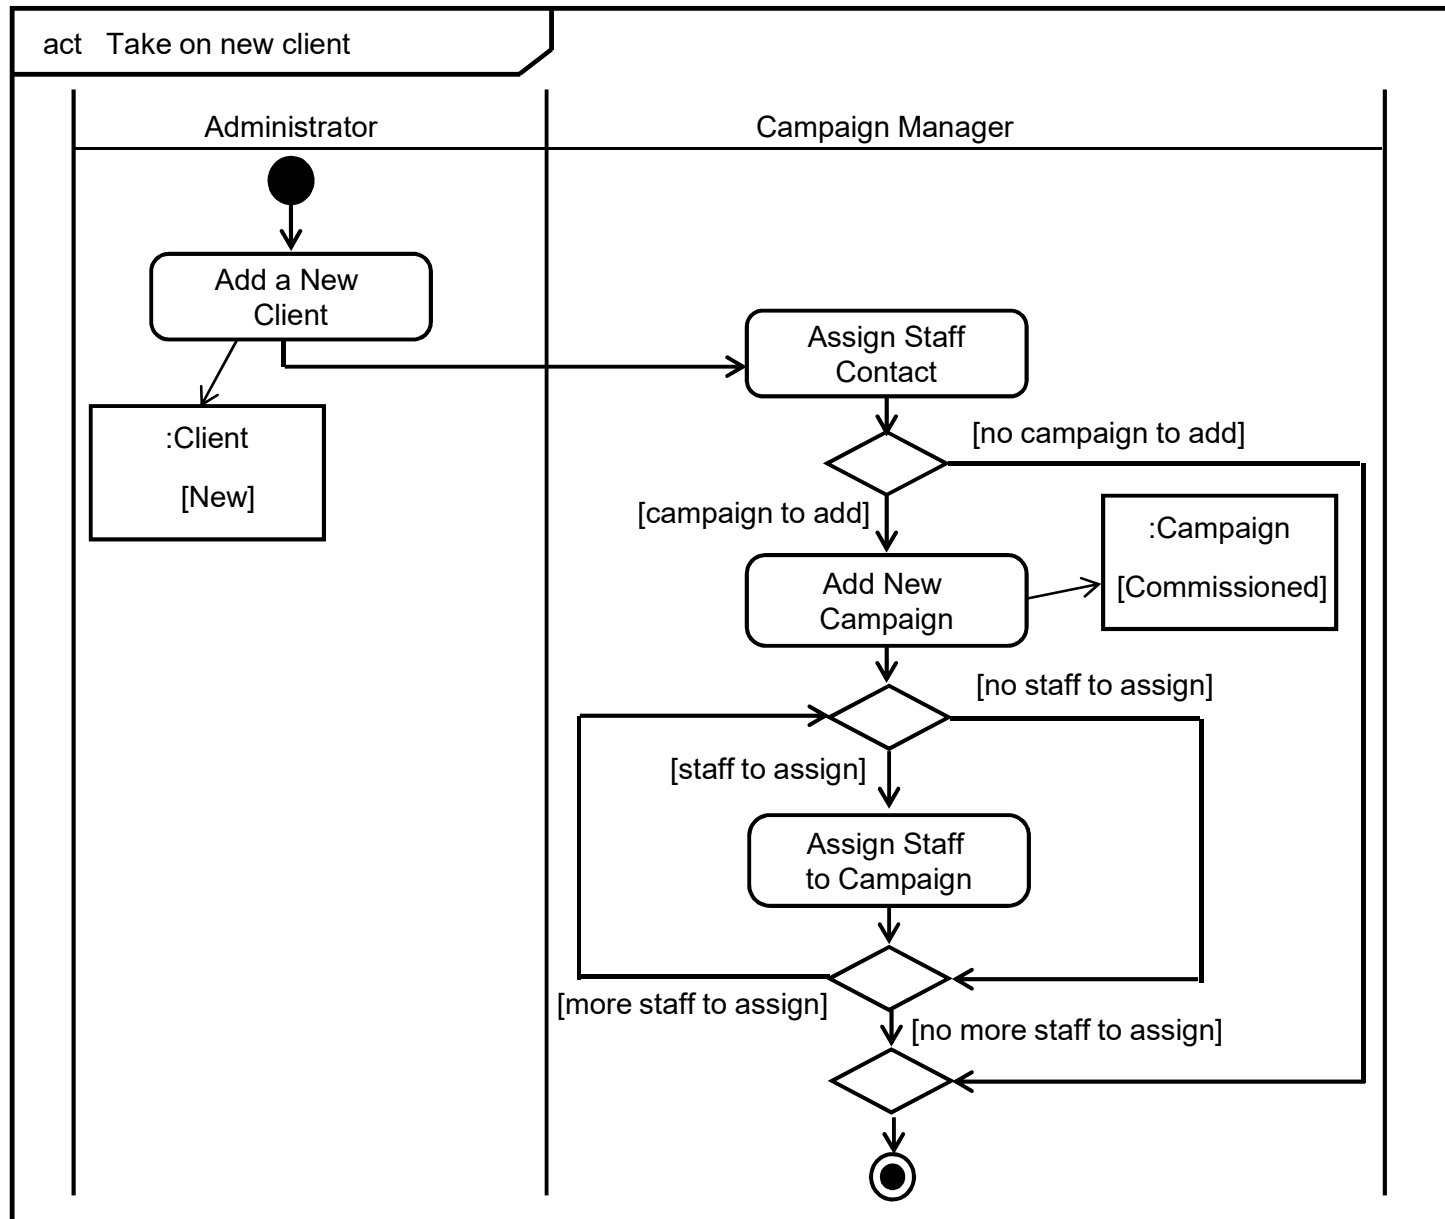 act Take on new client
Administrator
Campaign Manager
Add a New
Client
Assign Staff
Contact
:Client
[New]
[no campaign to add]
[campaign to add]
:Campaign
[Commissioned]
Add New
Campaign
[no staff to assign]
[staff to assign]
Assign Staff
to Campaign
[more staff to assign]
[no more staff to assign]